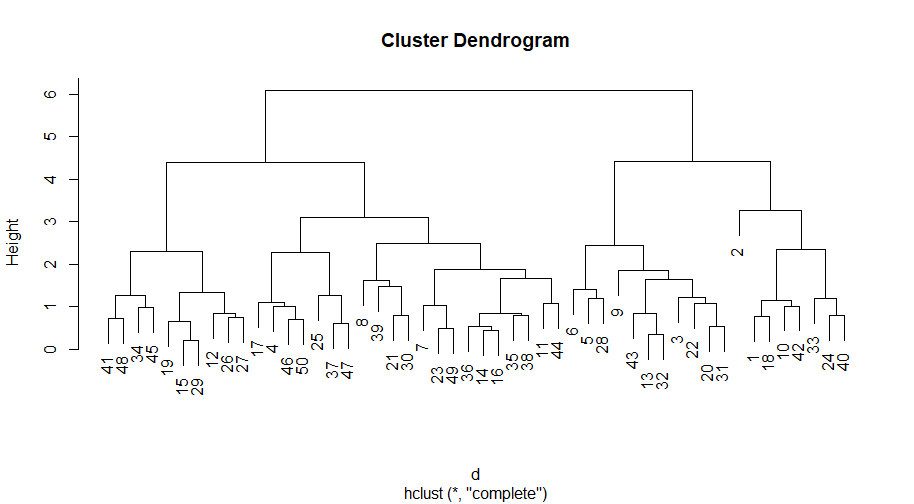 Cluster Dendrogram
Height
0 1 2 3 4 5 6
41 48 34 45 19 15 29 12 26 27 17 4 46 50 25 37 47 8 39 21 30 7 23 49 36 14 16 35 38 11 44 6 5 28 9 43 13 32 3 22 20 31 2 1 18 10 42 33 24 40
d
hclust (*, "complete")